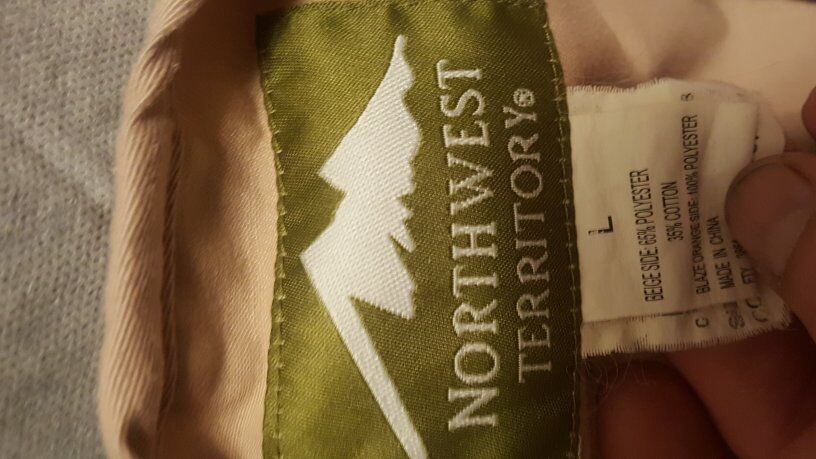 NORTHWEST
TERRITORY®
L
BEIGE SIDE: 65% POLYESTER
35% COTTON
BLAZE ORANGE SIDE: 100% POLYESTER
MADE IN CHINA